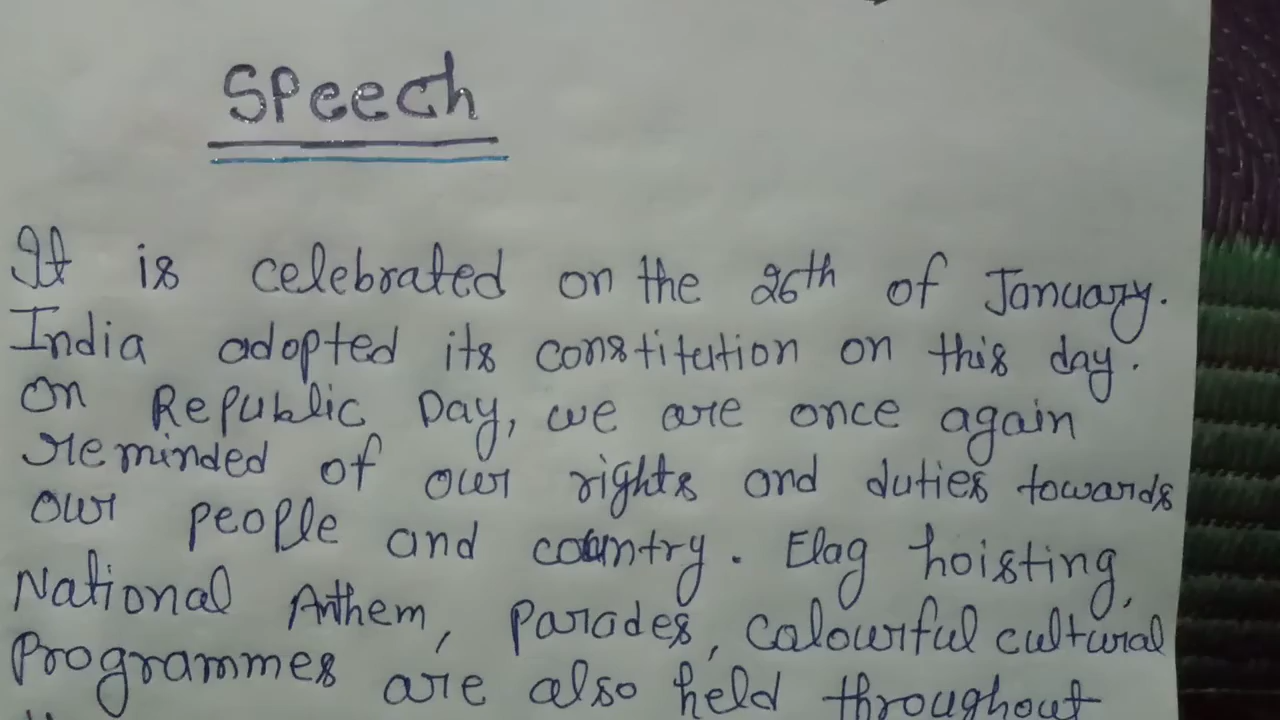 Speech
It is celebrated on the 26th of January.
India adopted its constitution on this day.
On Republic Day, we are once again
reminded of our rights and duties towards
our people and country. Flag hoisting,
National Anthem, Parades, Colourful cultural
Programmes are also held throughout